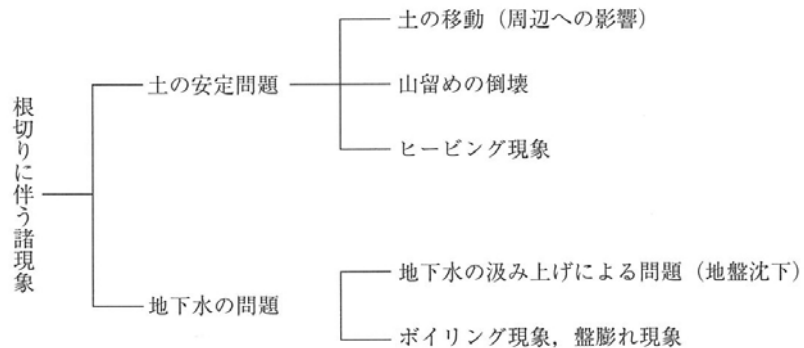 根切りに伴う諸現象
土の安定問題
土の移動（周辺への影響）
山留めの倒壊
ヒービング現象
地下水の問題
地下水の汲み上げによる問題（地盤沈下）
ボイリング現象，盤膨れ現象